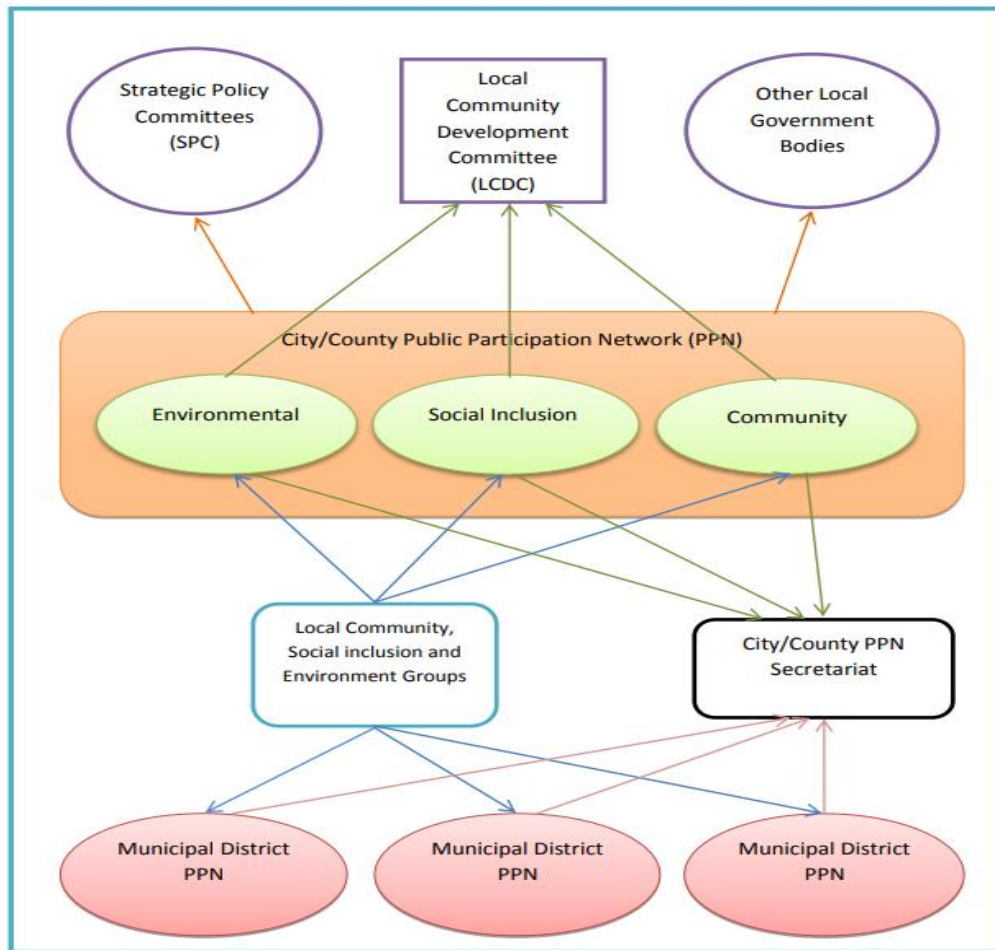 Strategic Policy
Committees
(SPC)
Local
Community
Development
Committee
(LCDC)
Other Local
Government
Bodies
City/County Public Participation Network (PPN)
Environmental
Social Inclusion
Community
Local Community,
Social inclusion and
Environment Groups
City/County PPN
Secretariat
Municipal District
PPN
Municipal District
PPN
Municipal District
PPN